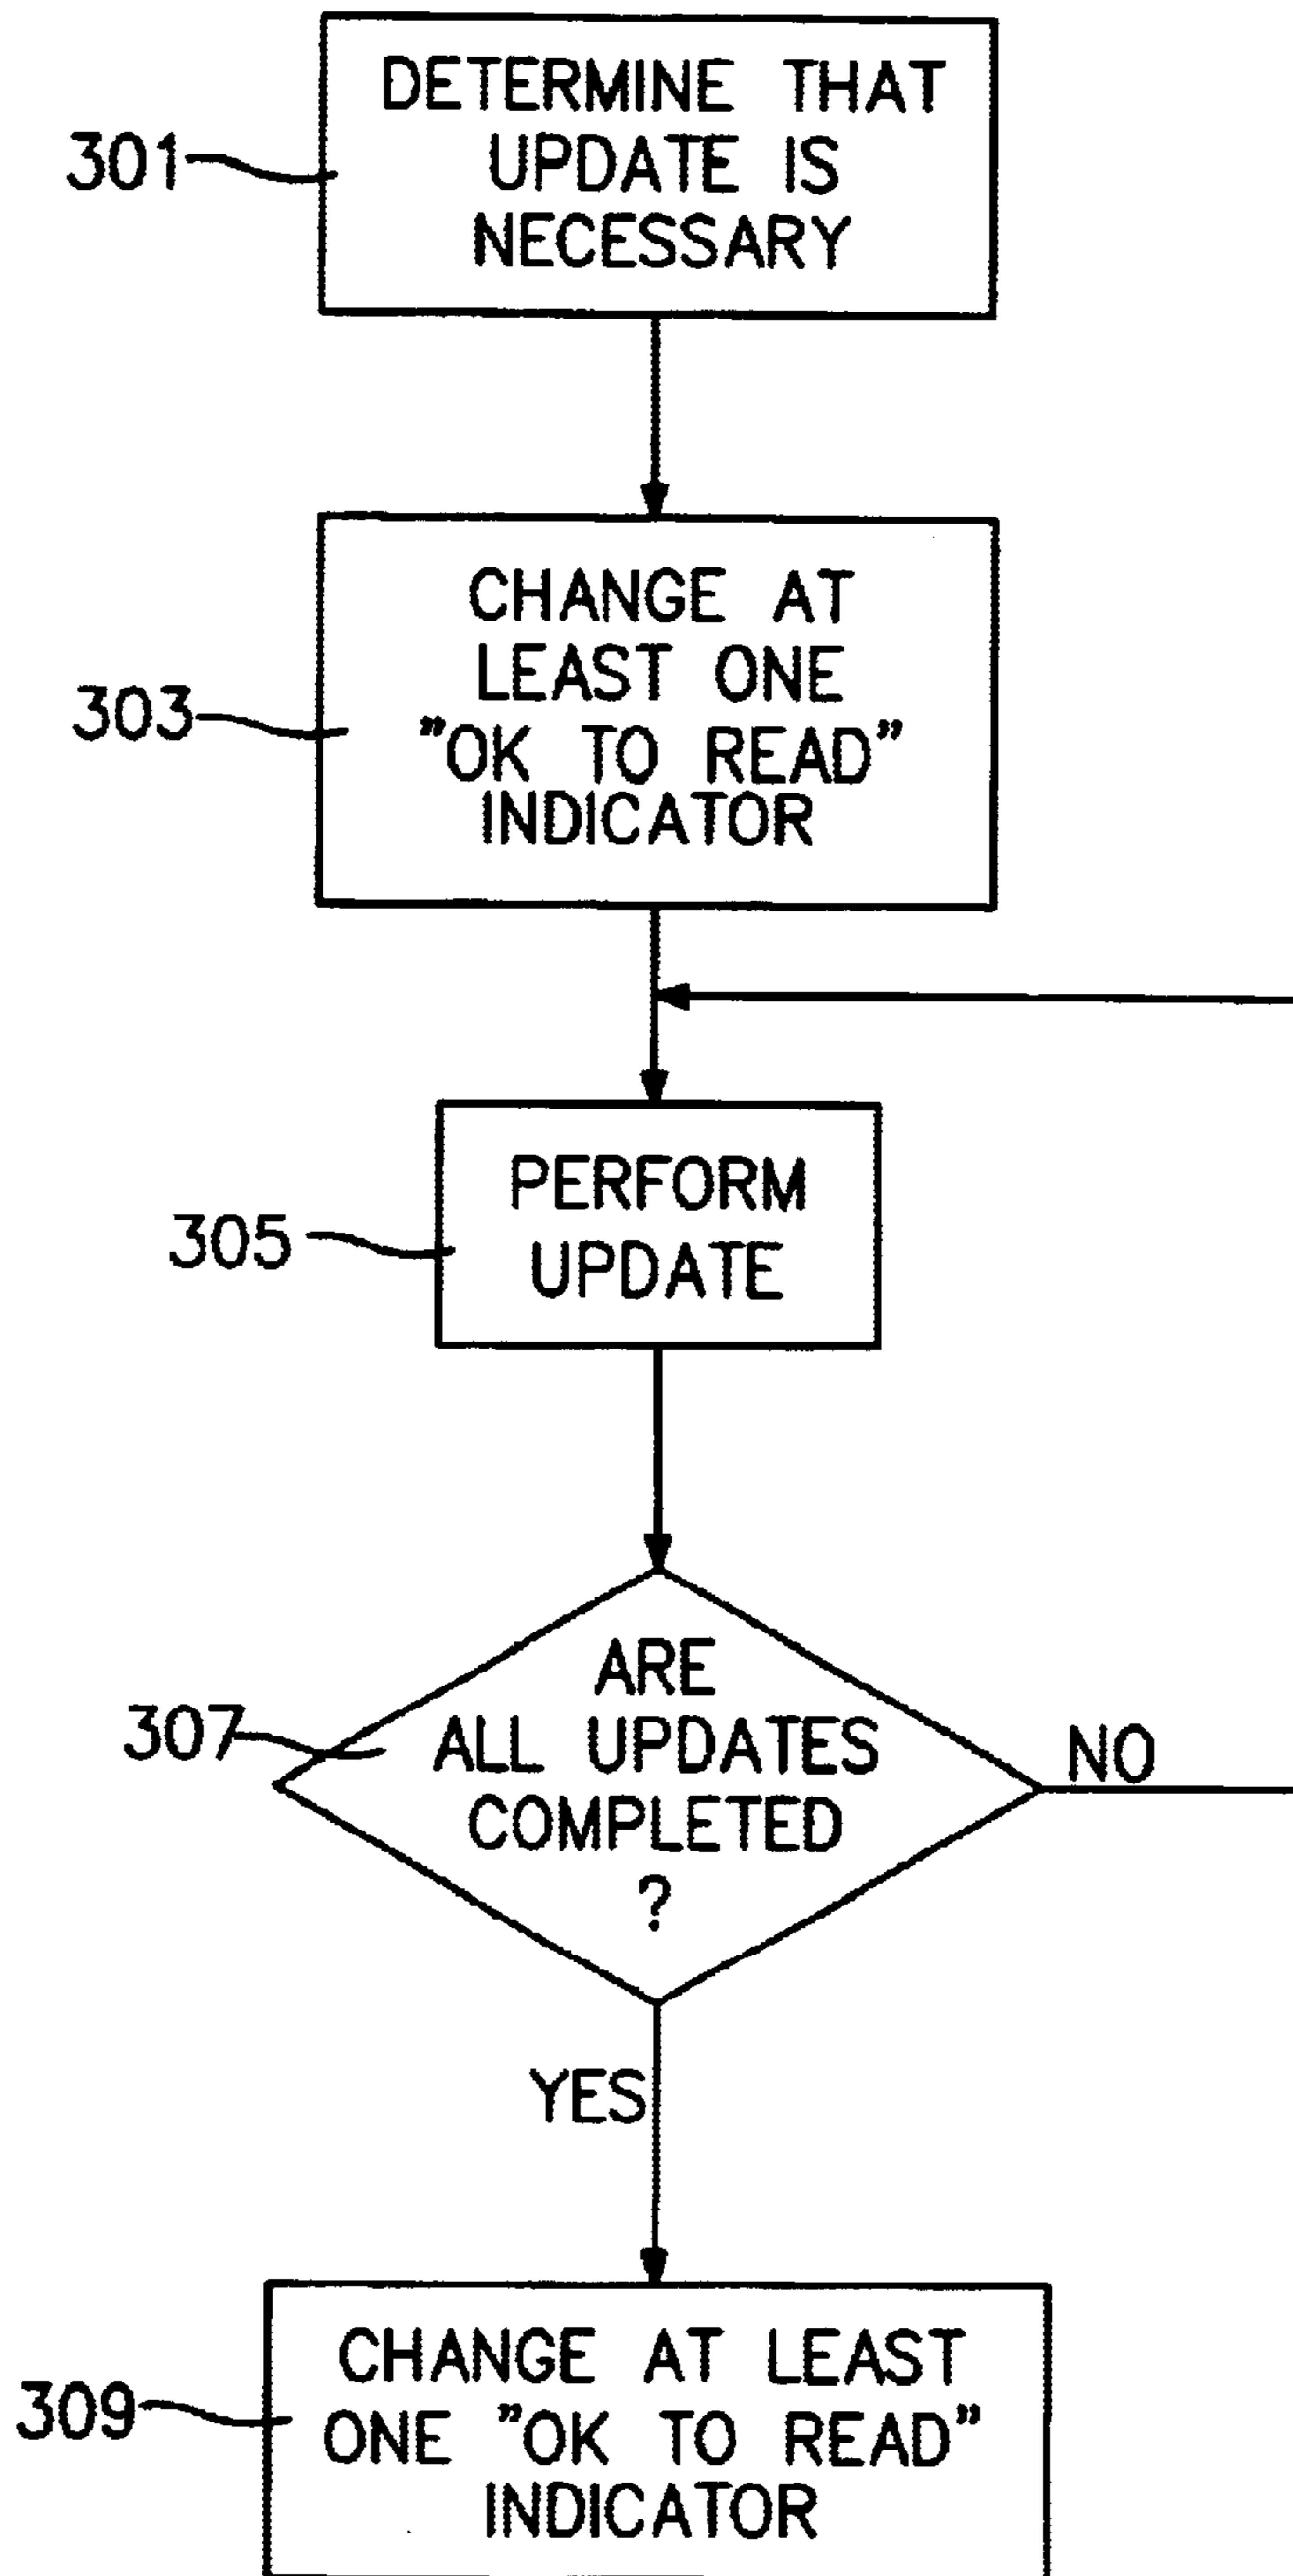 DETERMINE THAT
UPDATE IS
NECESSARY
301
CHANGE AT
LEAST ONE
"OK TO READ"
INDICATOR
303
PERFORM
UPDATE
305
ARE
ALL UPDATES
COMPLETED
?
307
NO
YES
CHANGE AT LEAST
ONE "OK TO READ"
INDICATOR
309